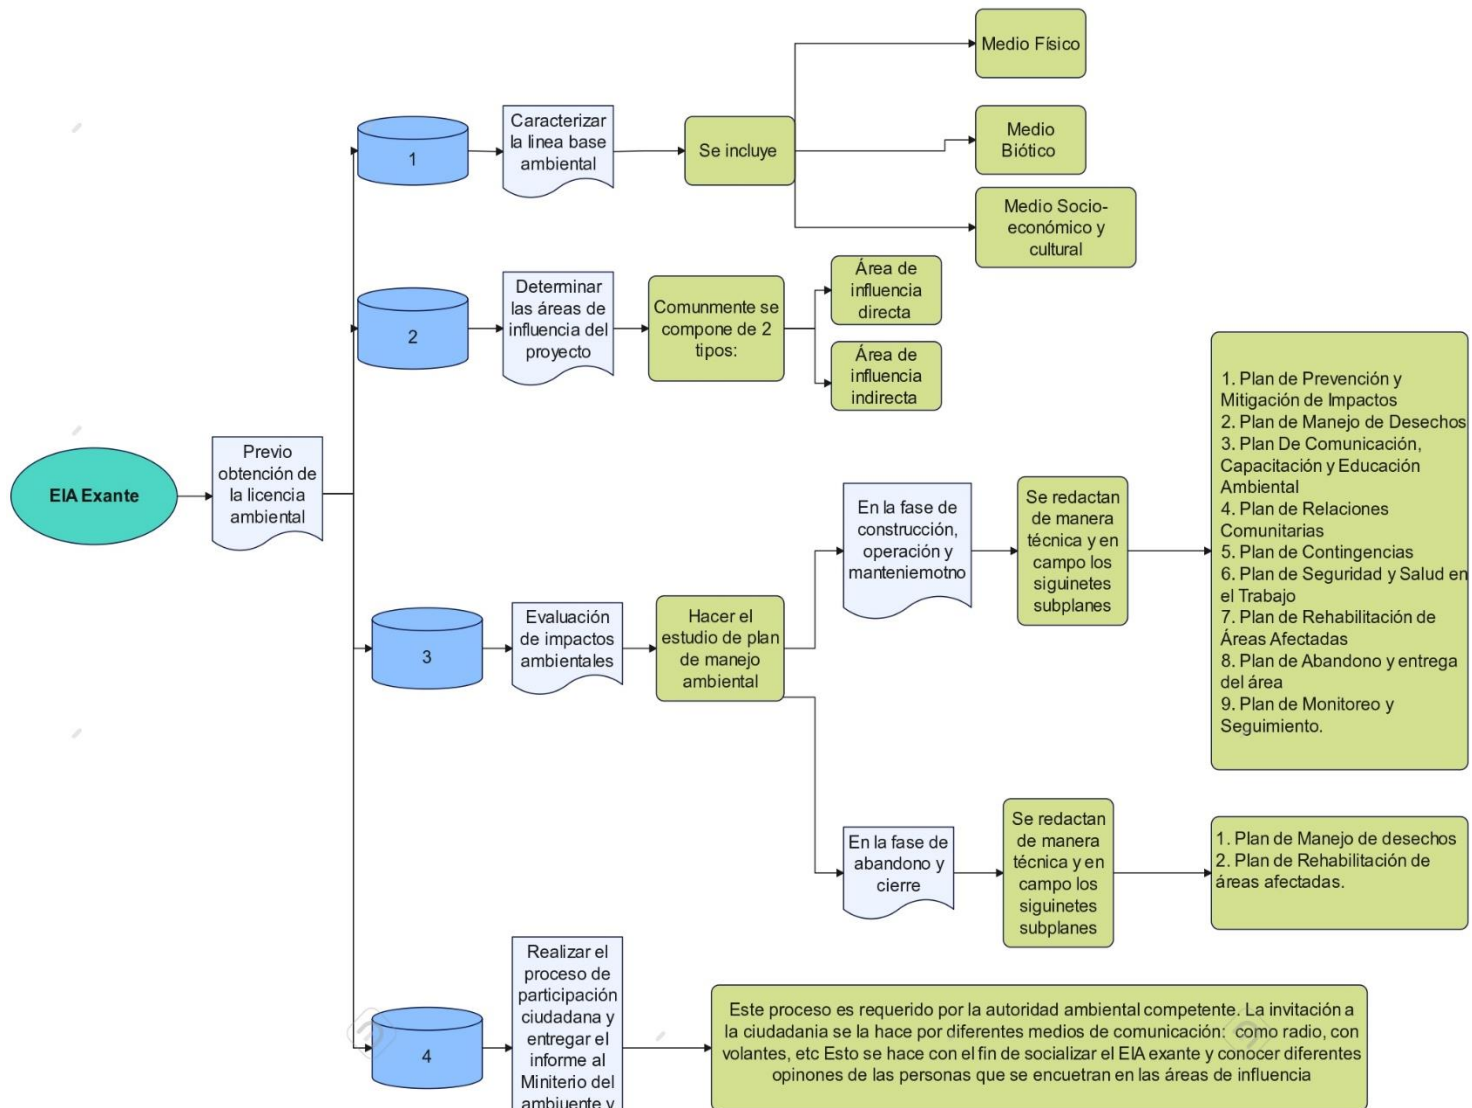 EIA Exante
Previo
obtención de
la licencia
ambiental
1
Caracterizar
la linea base
ambiental
Se incluye
Medio Físico
Medio
Biótico
Medio Socio-
económico y
cultural
2
Determinar
las áreas de
influencia del
proyecto
Comunmente se
compone de 2
tipos:
Área de
influencia
directa
Área de
influencia
indirecta
3
Evaluación
de impactos
ambientales
Hacer el
estudio de plan
de manejo
ambiental
En la fase de
construcción,
operación y
manteniemotno
Se redactan
de manera
técnica y en
campo los
siguinetes
subplanes
1. Plan de Prevención y
Mitigación de Impactos
2. Plan de Manejo de Desechos
3. Plan De Comunicación,
Capacitación y Educación
Ambiental
4. Plan de Relaciones
Comunitarias
5. Plan de Contingencias
6. Plan de Seguridad y Salud en
el Trabajo
7. Plan de Rehabilitación de
Áreas Afectadas
8. Plan de Abandono y entrega
del área
9. Plan de Monitoreo y
Seguimiento.
En la fase de
abandono y
cierre
Se redactan
de manera
técnica y en
campo los
siguinetes
subplanes
1. Plan de Manejo de desechos
2. Plan de Rehabilitación de
áreas afectadas.
4
Realizar el
proceso de
participación
ciudadana y
entregar el
informe al
Miniterio del
ambiuente y
Este proceso es requerido por la autoridad ambiental competente. La invitación a
la ciudadania se la hace por diferentes medios de comunicación: como radio, con
volantes, etc Esto se hace con el fin de socializar el EIA exante y conocer diferentes
opinones de las personas que se encuetran en las áreas de influencia